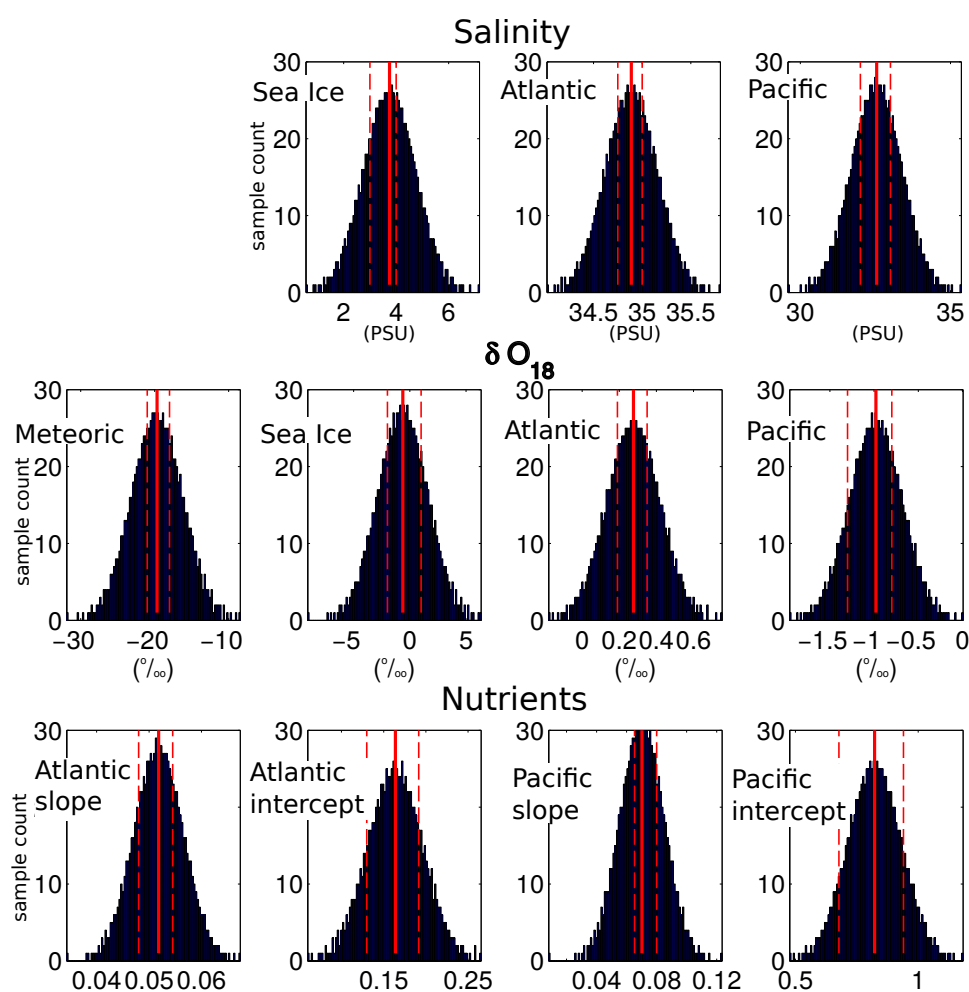 Salinity
30 30 30
Sea Ice Atlantic Pacific
20 20 20
sample count
10 10 10
0 0 0
2 4 6 34.5 35 35.5 30 35
(PSU) (PSU) (PSU)
δ O18
30 30 30 30
Meteoric Sea Ice Atlantic Pacific
20 20 20 20
sample count
10 10 10 10
0 0 0 0
−30 −20 −10 −5 0 5 0 0.2 0.4 0.6 −1.5 −1 −0.5 0
(°/∞) (°/∞) (°/∞) (°/∞)
Nutrients
30 30 30 30
Atlantic slope Atlantic intercept Pacific slope Pacific intercept
20 20 20 20
sample count
10 10 10 10
0 0 0 0
0.04 0.05 0.06 0.15 0.25 0.04 0.08 0.12 0.5 1